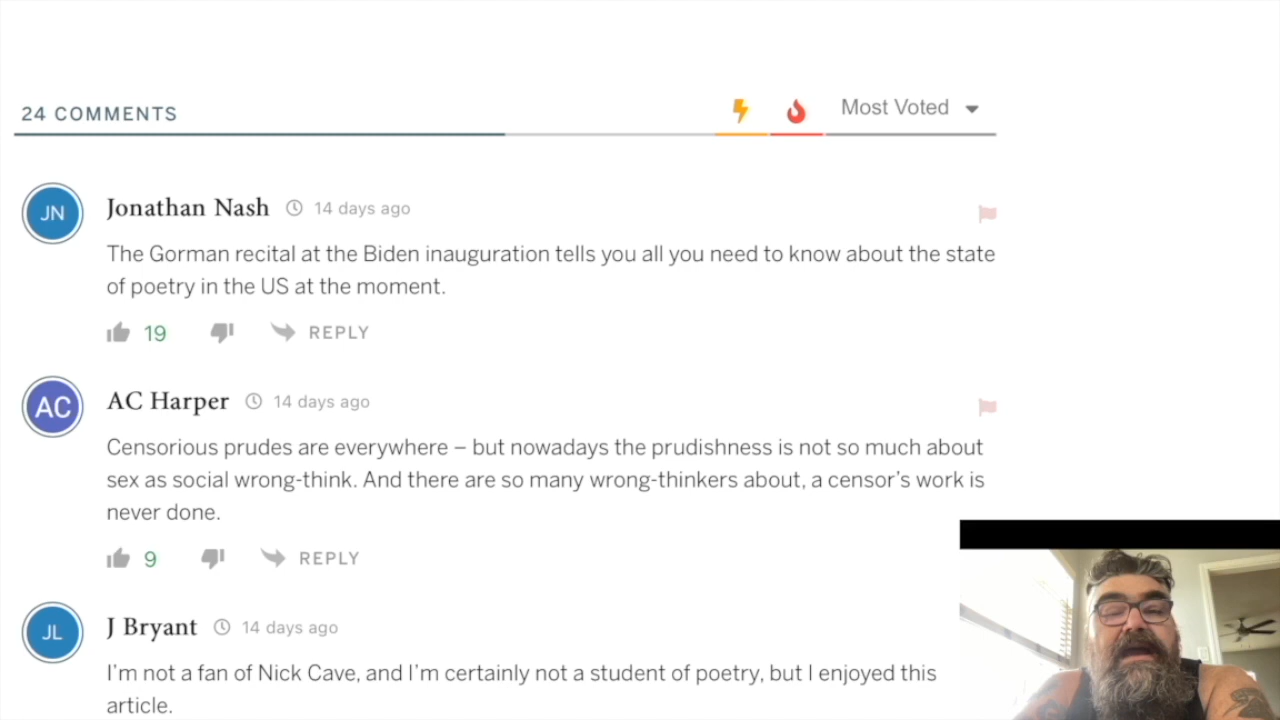 24 COMMENTS
Most Voted
JN
Jonathan Nash
14 days ago
The Gorman recital at the Biden inauguration tells you all you need to know about the state
of poetry in the US at the moment.
19
REPLY
AC
AC Harper
14 days ago
Censorious prudes are everywhere – but nowadays the prudishness is not so much about
sex as social wrong-think. And there are so many wrong-thinkers about, a censor's work is
never done.
9
REPLY
JL
J Bryant
14 days ago
I'm not a fan of Nick Cave, and I'm certainly not a student of poetry, but I enjoyed this
article.